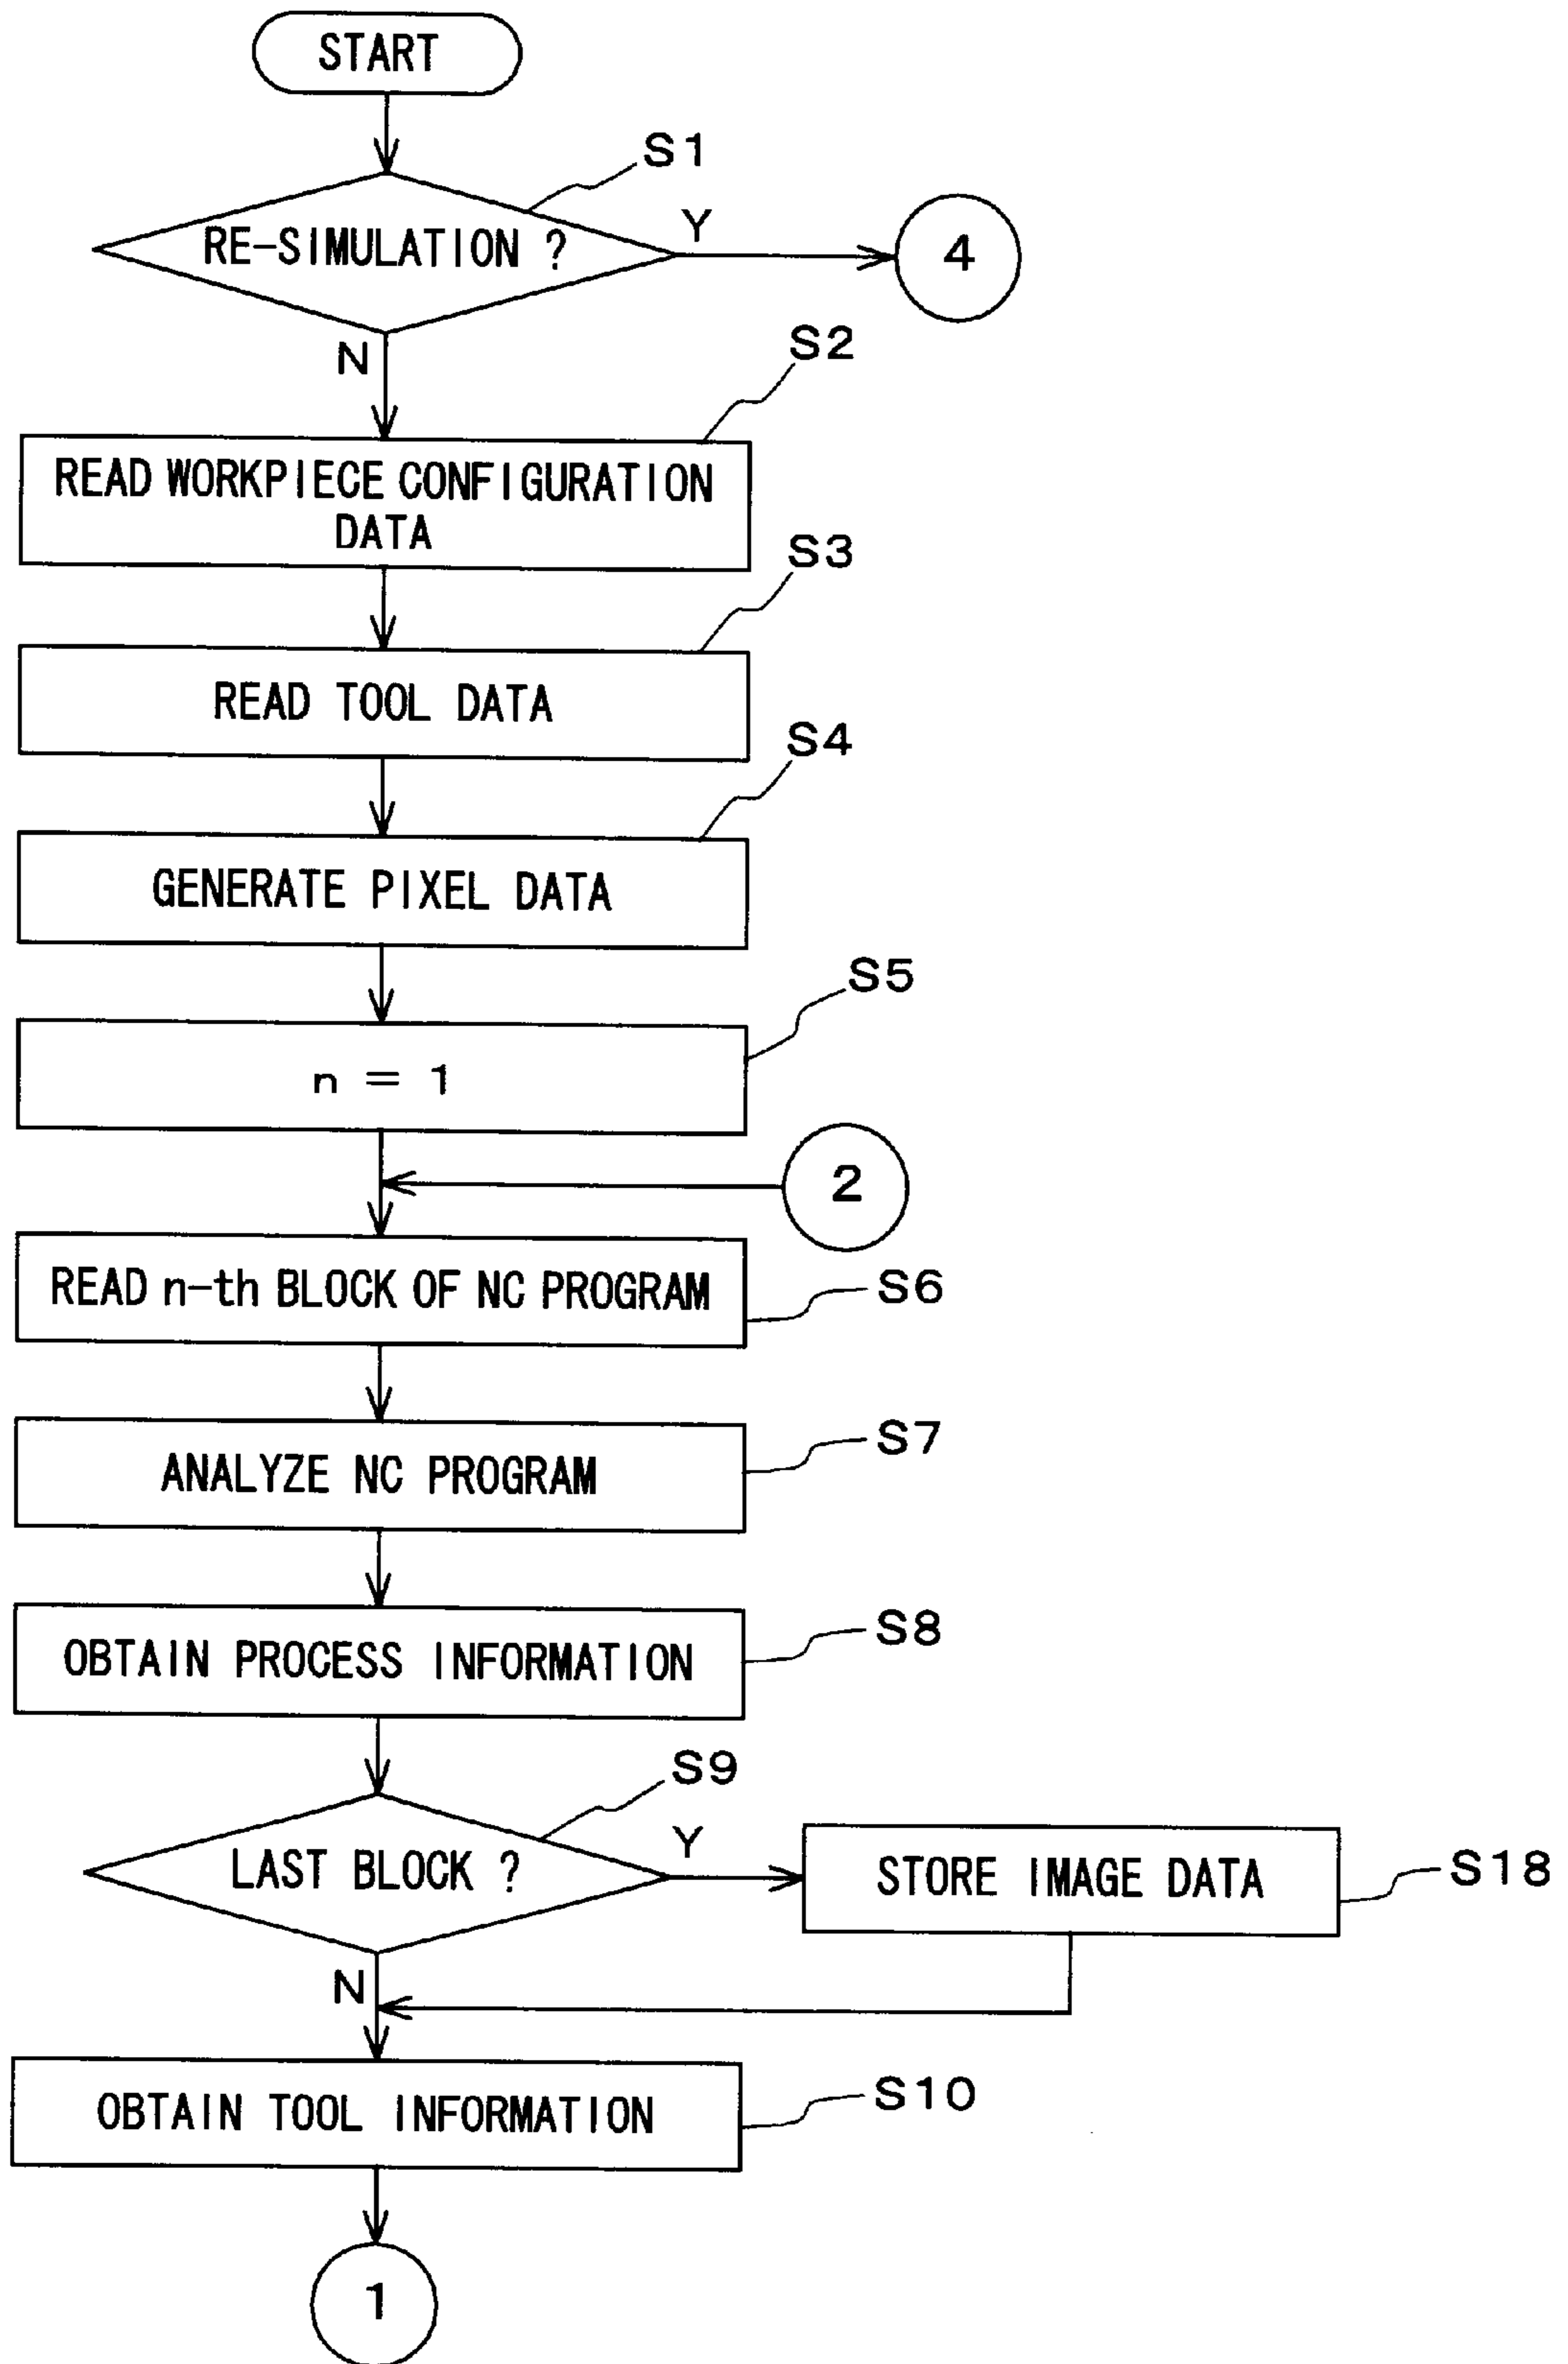 START
S1
RE-SIMULATION ?
Y
4
N
S2
READ WORKPIECE CONFIGURATION
DATA
S3
READ TOOL DATA
S4
GENERATE PIXEL DATA
S5
n = 1
2
READ n-th BLOCK OF NC PROGRAM
S6
ANALYZE NC PROGRAM
S7
OBTAIN PROCESS INFORMATION
S8
S9
LAST BLOCK ?
Y
STORE IMAGE DATA
S18
N
OBTAIN TOOL INFORMATION
S10
1